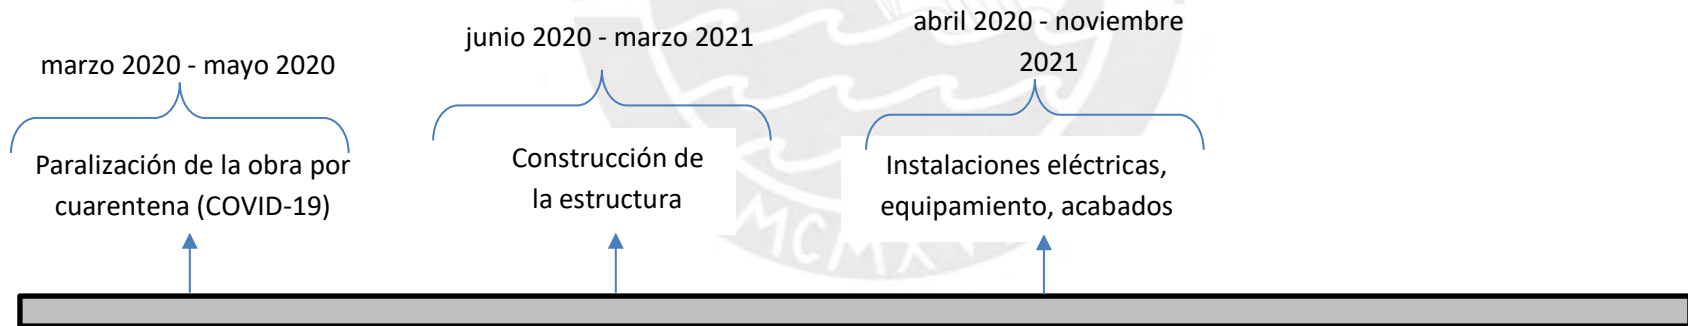 marzo 2020 - mayo 2020
Paralización de la obra por
cuarentena (COVID-19)
junio 2020 - marzo 2021
Construcción de
la estructura
abril 2020 - noviembre
2021
Instalaciones eléctricas,
equipamiento, acabados